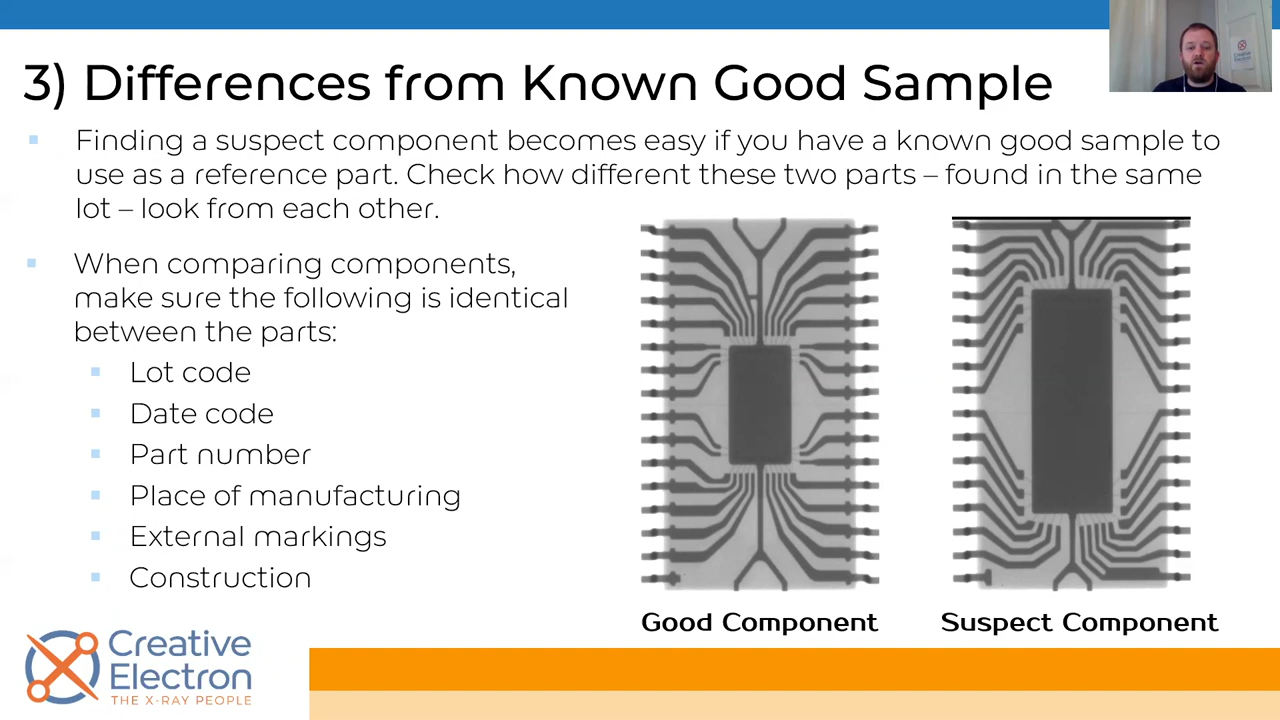 3) Differences from Known Good Sample
Creative
Electron
Finding a suspect component becomes easy if you have a known good sample to
use as a reference part. Check how different these two parts – found in the same
lot – look from each other.
When comparing components,
make sure the following is identical
between the parts:
Lot code
Date code
Part number
Place of manufacturing
External markings
Construction
Good Component
Suspect Component
Creative
Electron
THE X-RAY PEOPLE